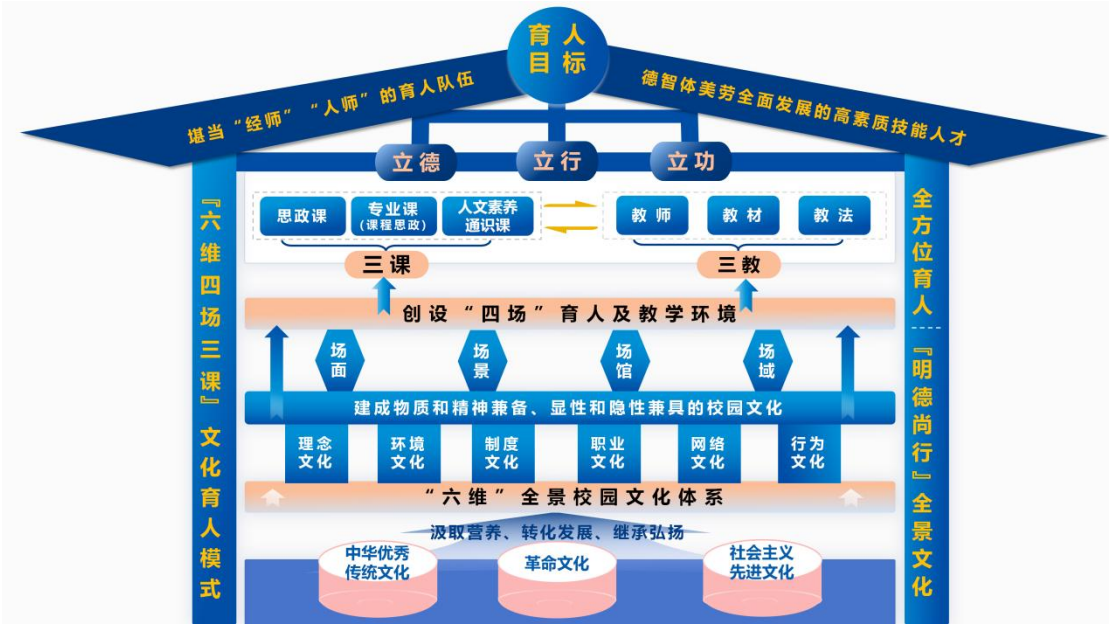 育人
目标
堪当“经师”“人师”的育人队伍
德智体美劳全面发展的高素质技能人才
立德
立行
立功
思政课
专业课
(课程思政)
人文素养
通识课
教师
教材
教法
三课
三教
创设“四场”育人及教学环境
场面
场景
场馆
场域
建成物质和精神兼备、显性和隐性兼具的校园文化
理念
文化
环境
文化
制度
文化
职业
文化
网络
文化
行为
文化
“六维”全景校园文化体系
汲取营养、转化发展、继承弘扬
中华优秀
传统文化
革命文化
社会主义
先进文化
『六维四场三课』文化育人模式
全方位育人
『明德尚行』全景文化